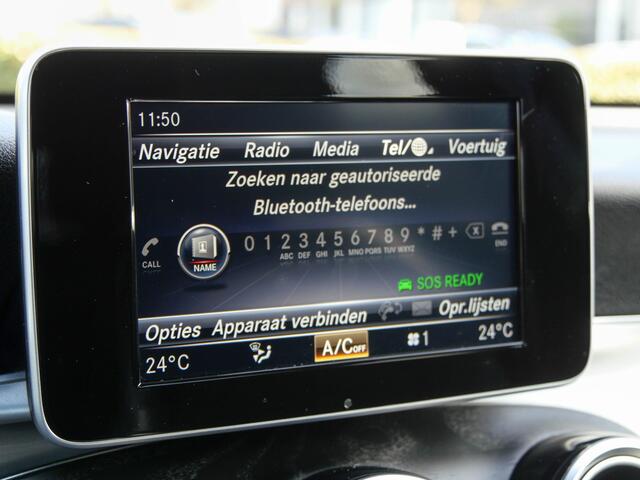 11:50
Navigatie Radio Media Tel/ Voertuig
Zoeken naar geautoriseerde
Bluetooth-telefoons...
CALL NAME 0 1 2 3 4 5 6 7 8 9 * # + END
ABC DEF GHI JKL MNO PQRS TUV WXYZ
SOS READY
Opties Apparaat verbinden Opr.lijsten
24°C A/C OFF 1 24°C